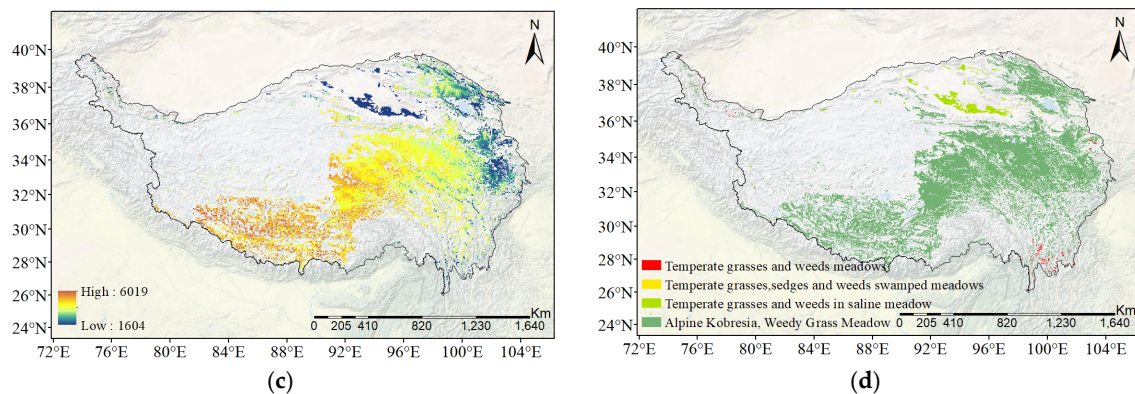 N
40°N
38°N
36°N
34°N
32°N
30°N
28°N
26°N
24°N
High : 6019
Low : 1604
Km
0 205 410 820 1,230 1,640
72°E 76°E 80°E 84°E 88°E 92°E 96°E 100°E 104°E
(c)
N
40°N
38°N
36°N
34°N
32°N
30°N
28°N
26°N
24°N
Temperate grasses and weeds meadows
Temperate grasses,sedges and weeds swamped meadows
Temperate grasses and weeds in saline meadow
Alpine Kobresia, Weedy Grass Meadow
Km
0 205 410 820 1,230 1,640
72°E 76°E 80°E 84°E 88°E 92°E 96°E 100°E 104°E
(d)